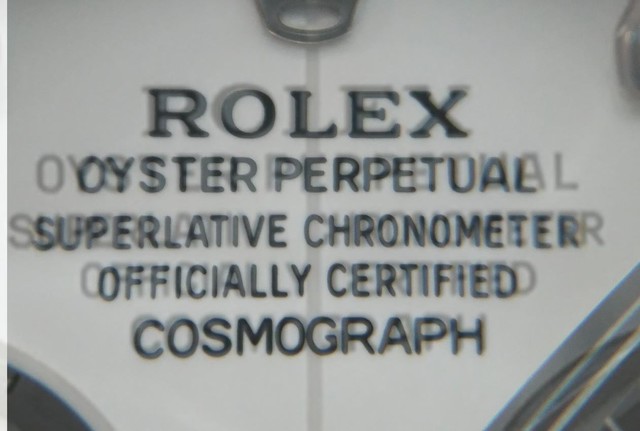 ROLEX
OYSTER PERPETUAL
SUPERLATIVE CHRONOMETER
OFFICIALLY CERTIFIED
COSMOGRAPH